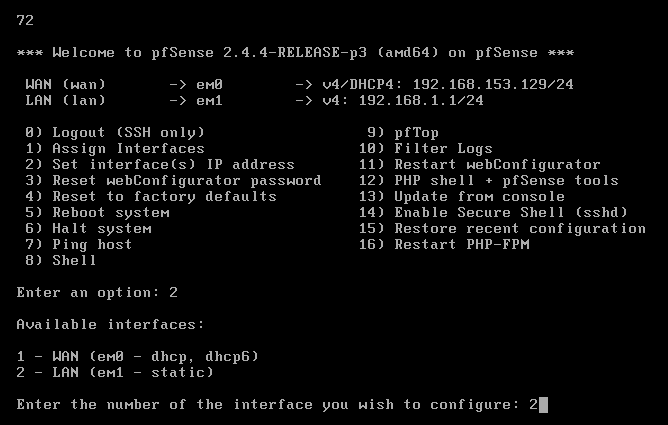 72
*** Welcome to pfSense 2.4.4-RELEASE-p3 (amd64) on pfSense ***
WAN (wan)       -> em0        -> v4/DHCP4: 192.168.153.129/24
LAN (lan)       -> em1        -> v4: 192.168.1.1/24
0) Logout (SSH only)                  9) pfTop
1) Assign Interfaces                 10) Filter Logs
2) Set interface(s) IP address       11) Restart webConfigurator
3) Reset webConfigurator password    12) PHP shell + pfSense tools
4) Reset to factory defaults         13) Update from console
5) Reboot system                     14) Enable Secure Shell (sshd)
6) Halt system                       15) Restore recent configuration
7) Ping host                         16) Restart PHP-FPM
8) Shell
Enter an option: 2
Available interfaces:
1 - WAN (em0 - dhcp, dhcp6)
2 - LAN (em1 - static)
Enter the number of the interface you wish to configure: 2